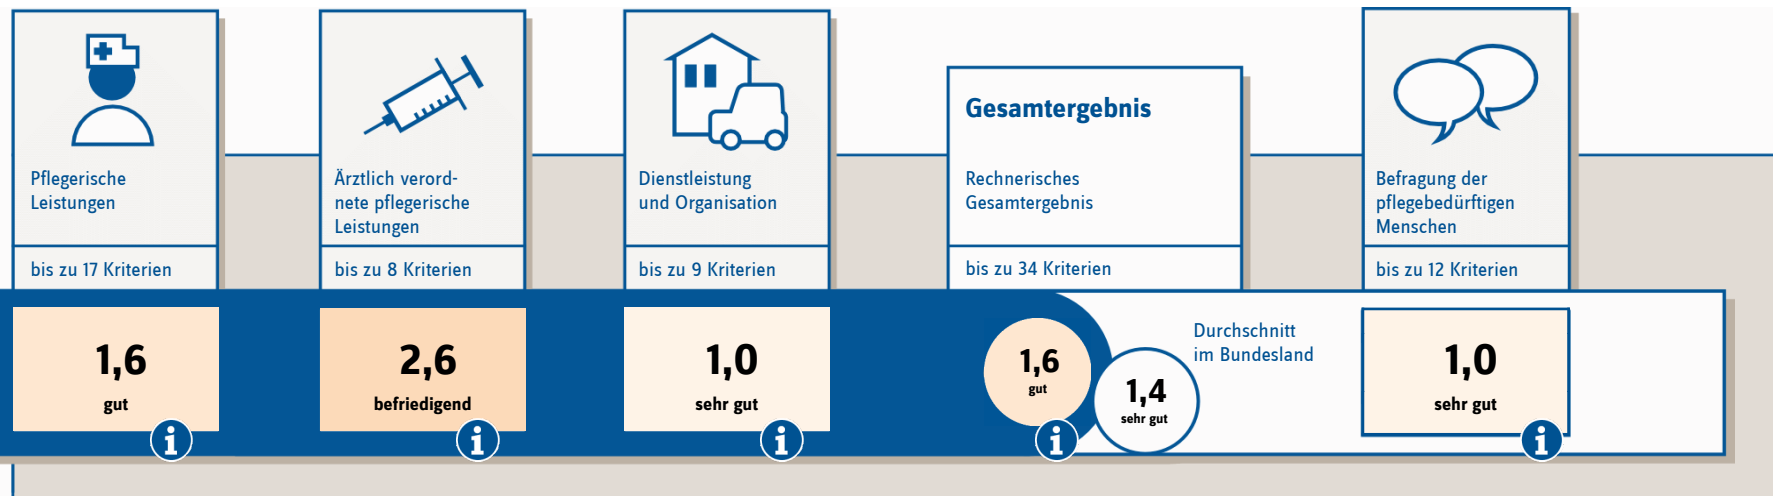 Pflegerische
Leistungen
bis zu 17 Kriterien
1,6
gut
i
Ärztlich verord-
nete pflegerische
Leistungen
bis zu 8 Kriterien
2,6
befriedigend
i
Dienstleistung
und Organisation
bis zu 9 Kriterien
1,0
sehr gut
i
Gesamtergebnis
Rechnerisches
Gesamtergebnis
bis zu 34 Kriterien
1,6
gut
i
1,4
sehr gut
Durchschnitt
im Bundesland
Befragung der
pflegebedürftigen
Menschen
bis zu 12 Kriterien
1,0
sehr gut
i